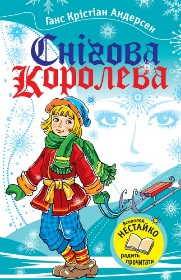 Ганс Крістіан Андерсен
Снігова
Королева
Всеволод
НЕСТАЙКО
радить
прочитати